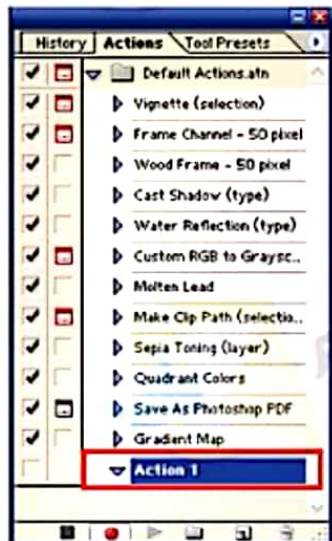 History Actions Tool Presets
Default Actions.atn
Vignette (selection)
Frame Channel - 50 pixel
Wood Frame - 50 pixel
Cast Shadow (type)
Water Reflection (type)
Custom RGB to Graysc...
Molten Lead
Make Clip Path (selectio...
Sepia Toning (layer)
Quadrant Colors
Save As Photoshop PDF
Gradient Map
Action 1